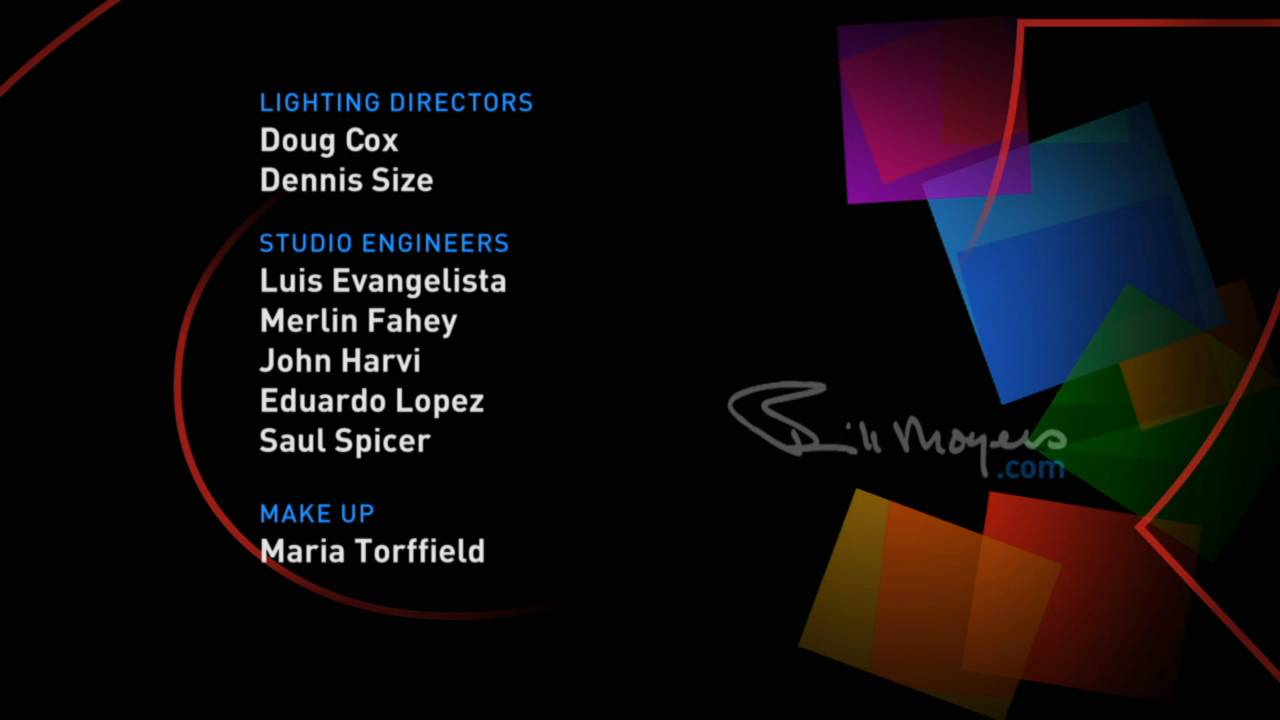 LIGHTING DIRECTORS
Doug Cox
Dennis Size
STUDIO ENGINEERS
Luis Evangelista
Merlin Fahey
John Harvi
Eduardo Lopez
Saul Spicer
MAKE UP
Maria Torffield
Bill Moyers
.com